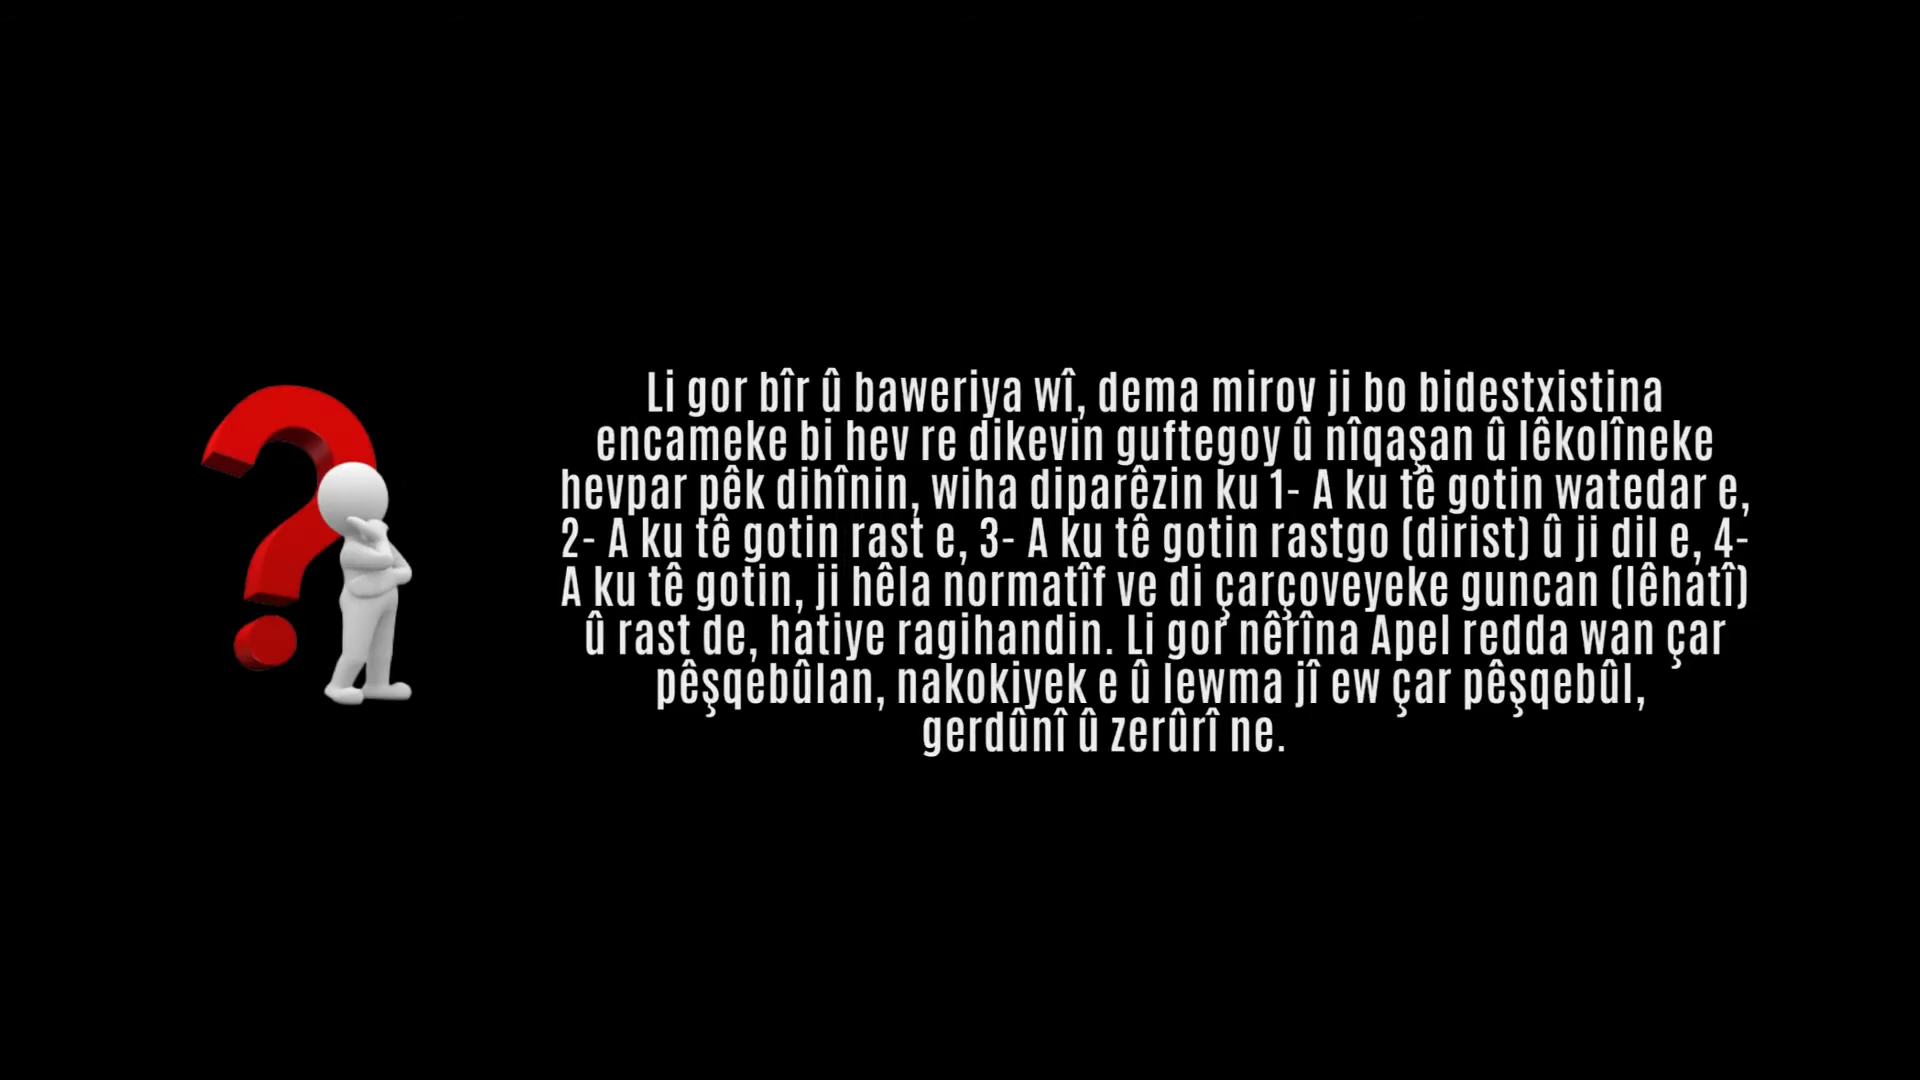 Li gor bîr û baweriya wî, dema mirov ji bo bidestxistina
encameke bi hev re dikevin guftegoy û nîqaşan û lêkolîneke
hevpar pêk dihînin, wiha diparêzin ku 1- A ku tê gotin watedar e,
2- A ku tê gotin rast e, 3- A ku tê gotin rastgo (dirist) û ji dil e, 4-
A ku tê gotin, ji hêla normatîf ve di çarçoveyeke guncan (lêhatî)
û rast de, hatiye ragihandin. Li gor nêrîna Apel redda wan çar
pêşqebûlan, nakokiyek e û lewma jî ew çar pêşqebûl,
gerdûnî û zerûrî ne.